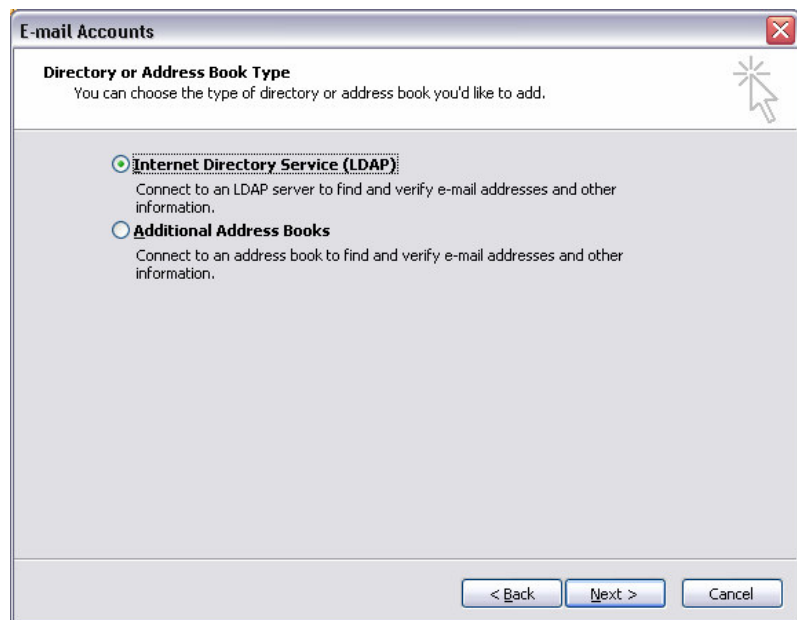 E-mail Accounts
Directory or Address Book Type
You can choose the type of directory or address book you'd like to add.
Internet Directory Service (LDAP)
Connect to an LDAP server to find and verify e-mail addresses and other
information.
Additional Address Books
Connect to an address book to find and verify e-mail addresses and other
information.
< Back Next > Cancel